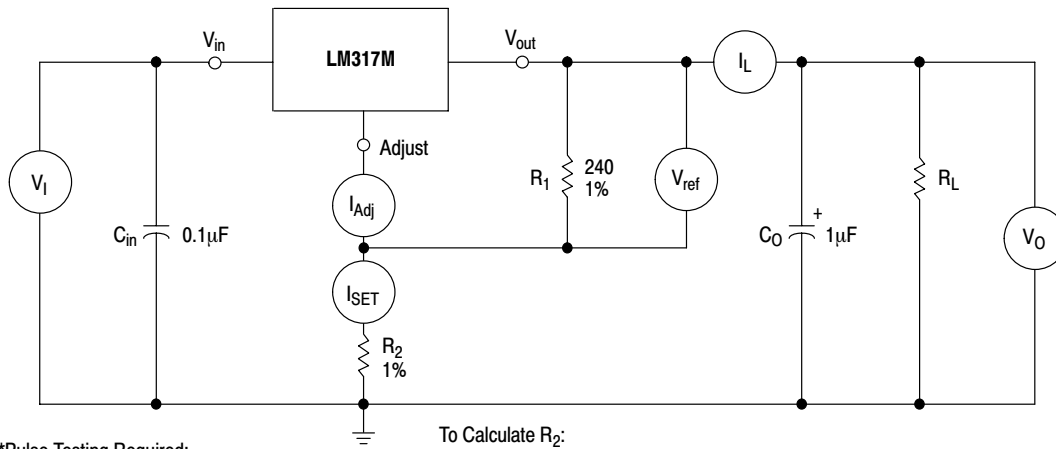 LM317M
V_in
V_out
I_L
Adjust
V_I
I_Adj
R_1
240
1%
V_ref
R_L
C_in
0.1μF
C_O
+
1μF
V_O
I_SET
R_2
1%
*Pulse Testing Required:
To Calculate R_2: